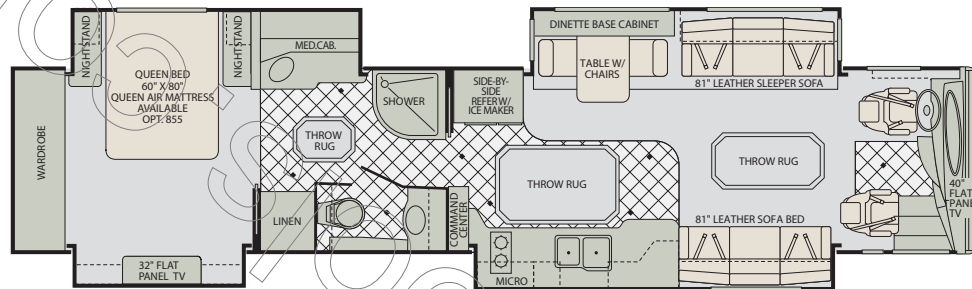 NIGHTSTAND
NIGHTSTAND
QUEEN BED
60" X 80"
QUEEN AIR MATTRESS
AVAILABLE
OPT. 855
WARDROBE
32" FLAT
PANEL TV
MED.CAB.
SHOWER
THROW
RUG
LINEN
COMMAND
CENTER
SIDE-BY-
SIDE
REFER W/
ICE MAKER
DINETTE BASE CABINET
TABLE W/
CHAIRS
81" LEATHER SLEEPER SOFA
THROW RUG
THROW RUG
81" LEATHER SOFA BED
MICRO
40"
FLAT
PANEL
TV